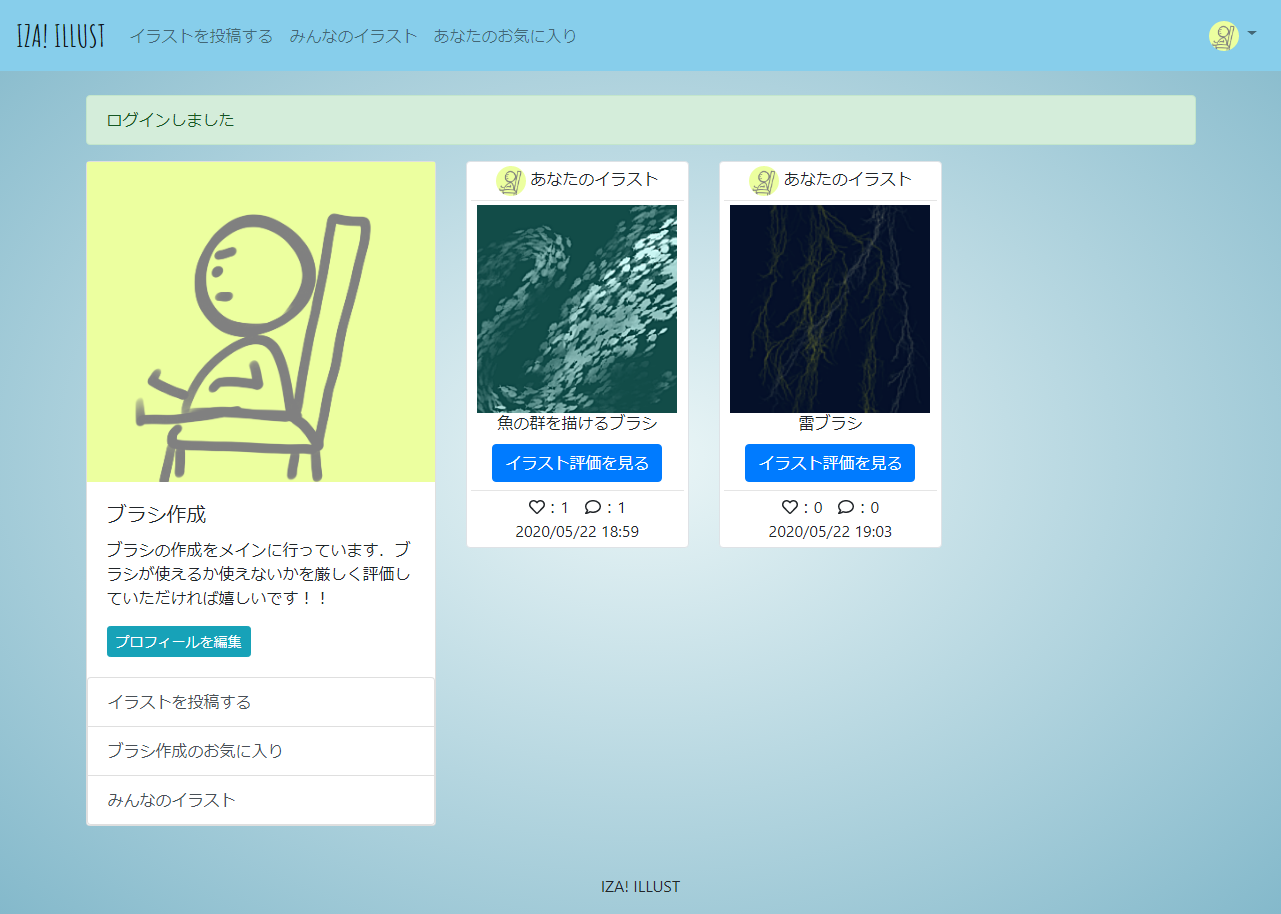 IZA! ILLUST イラストを投稿する みんなのイラスト あなたのお気に入り
ログインしました
ブラシ作成
ブラシの作成をメインに行っています．ブ
ラシが使えるか使えないかを厳しく評価し
ていただければ嬉しいです！！
プロフィールを編集
イラストを投稿する
ブラシ作成のお気に入り
みんなのイラスト
あなたのイラスト
魚の群を描けるブラシ
イラスト評価を見る
: 1 : 1
2020/05/22 18:59
あなたのイラスト
雷ブラシ
イラスト評価を見る
: 0 : 0
2020/05/22 19:03
IZA! ILLUST